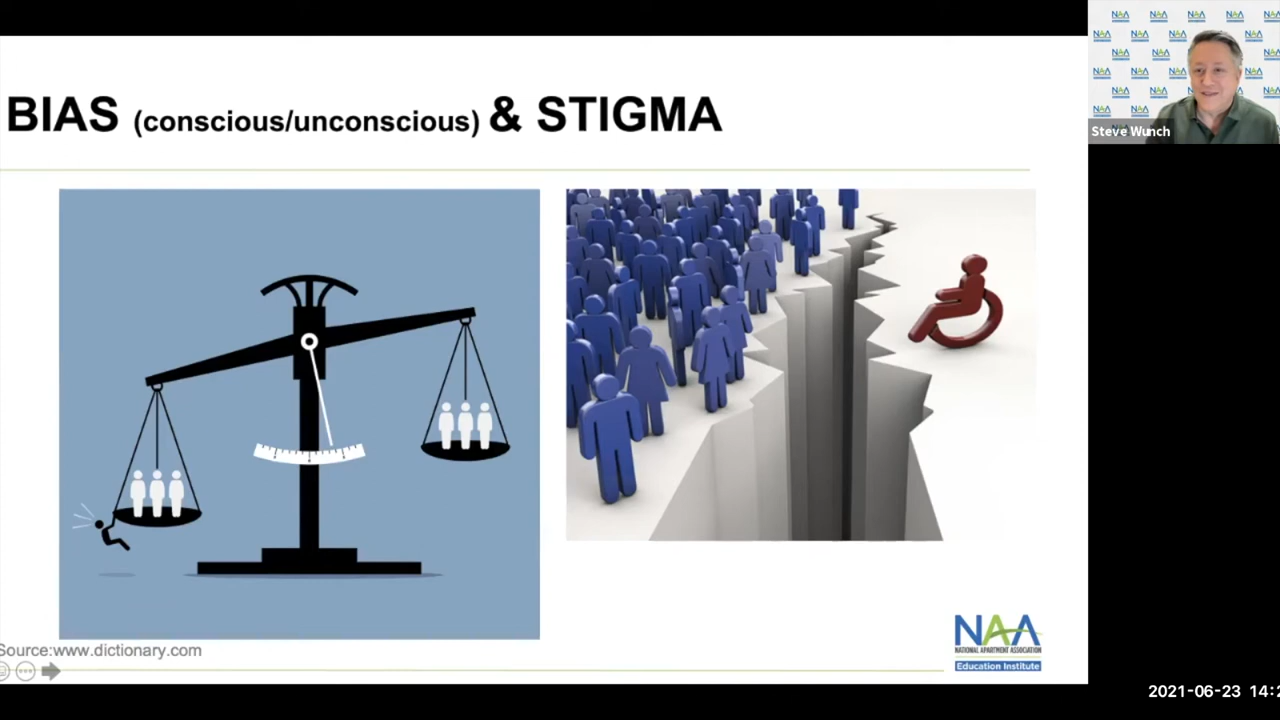 BIAS (conscious/unconscious) & STIGMA
Steve Wunch
Source:www.dictionary.com
NAA
NATIONAL APARTMENT ASSOCIATION
Education Institute
2021-06-23 14:2